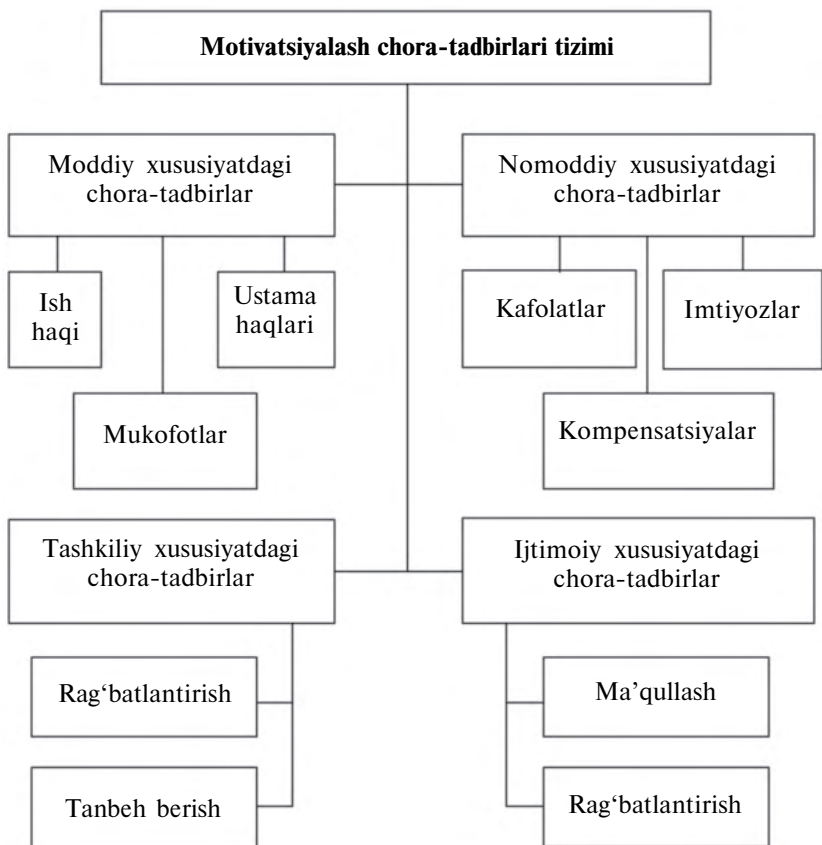 Motivatsiyalash chora-tadbirlari tizimi
Moddiy xususiyatdagi
chora-tadbirlar
Nomoddiy xususiyatdagi
chora-tadbirlar
Ish
haqi
Ustama
haqlari
Kafolatlar
Imtiyozlar
Mukofotlar
Kompensatsiyalar
Tashkiliy xususiyatdagi
chora-tadbirlar
Ijtimoiy xususiyatdagi
chora-tadbirlar
Rag‘batlantirish
Ma’qullash
Tanbeh berish
Rag‘batlantirish